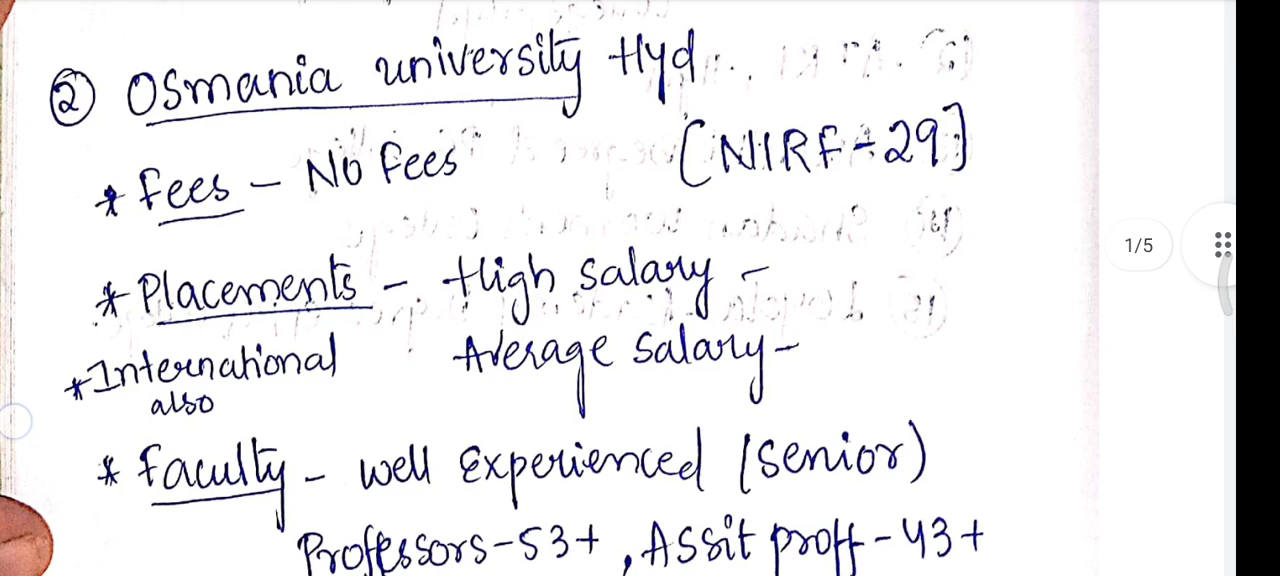 ② Osmania university Hyd
[NIRF-29]
* Fees - No Fees
* Placements - High salary -
1/5
* International Average salary -
also
* Faculty - well Experienced (senior)
Professors-53+, Assit proff-43+